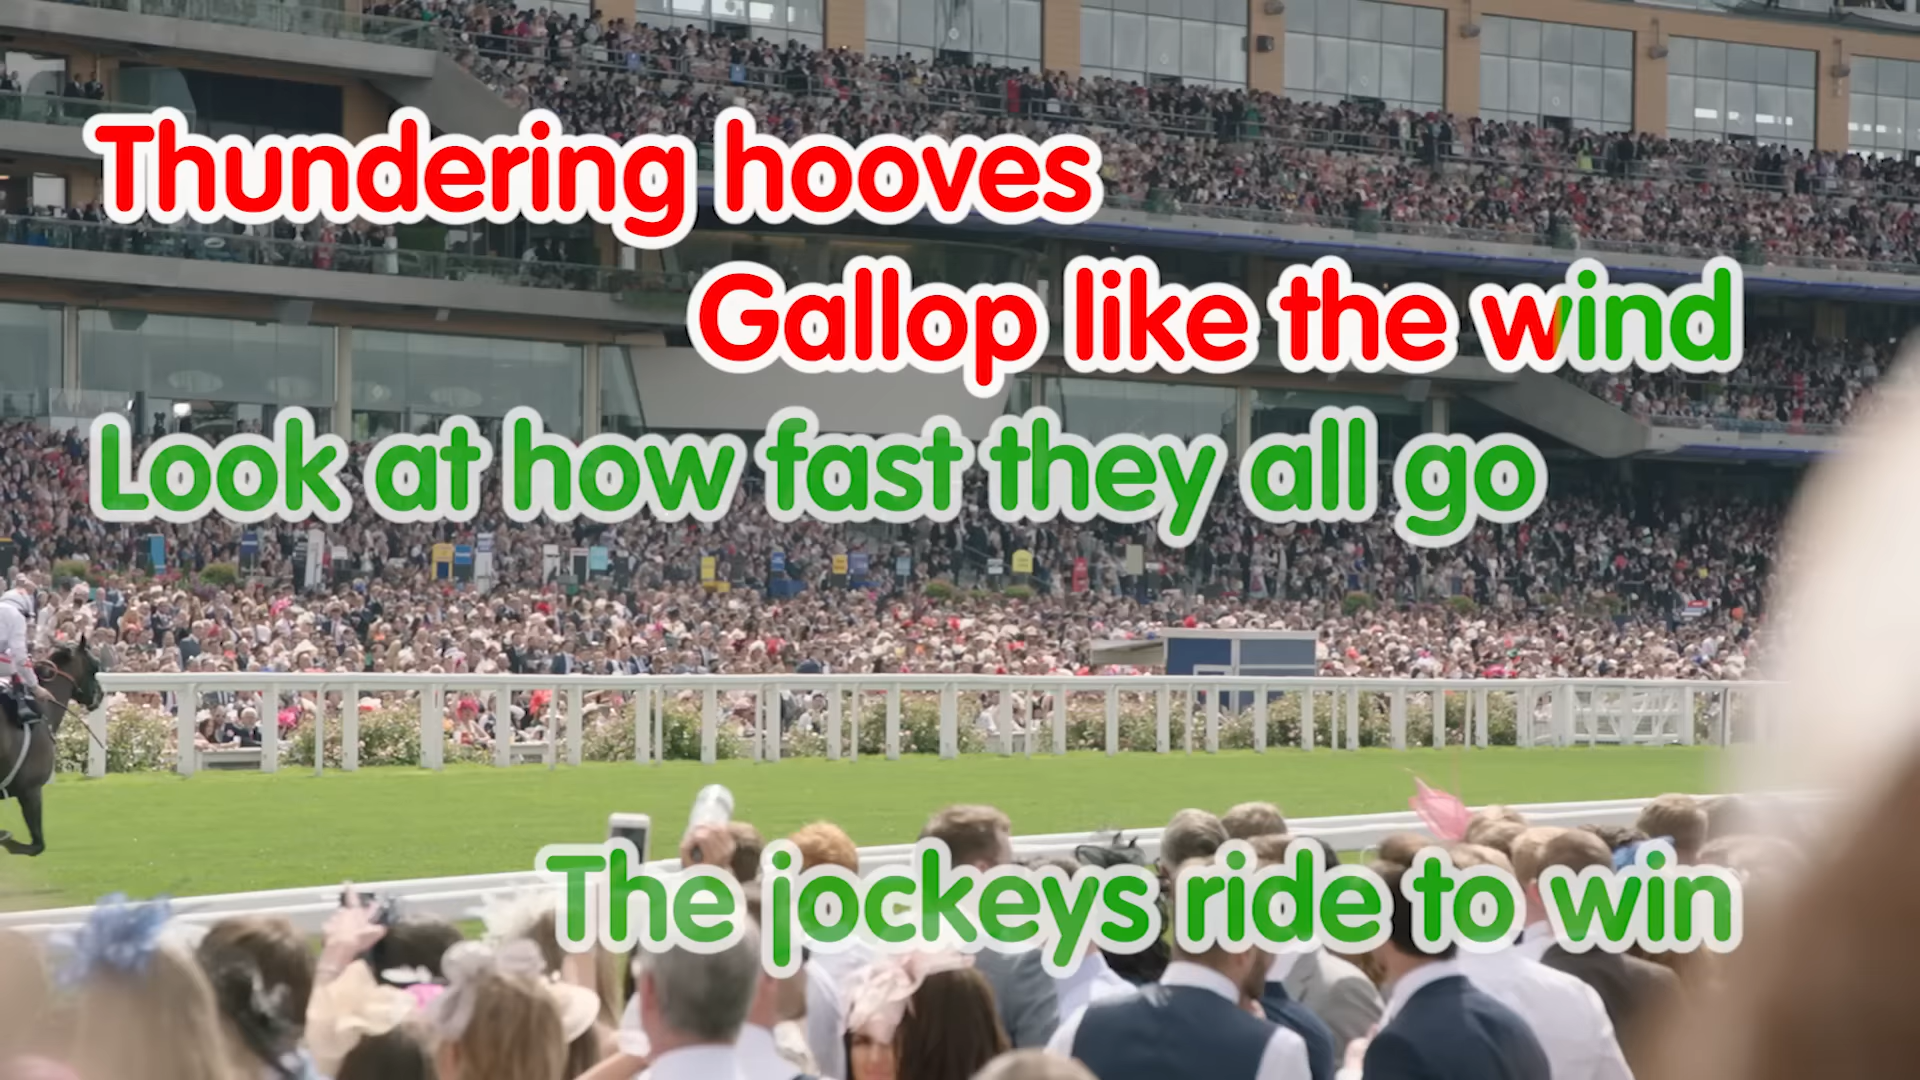 Thundering hooves
Gallop like the wind
Look at how fast they all go
The jockeys ride to win